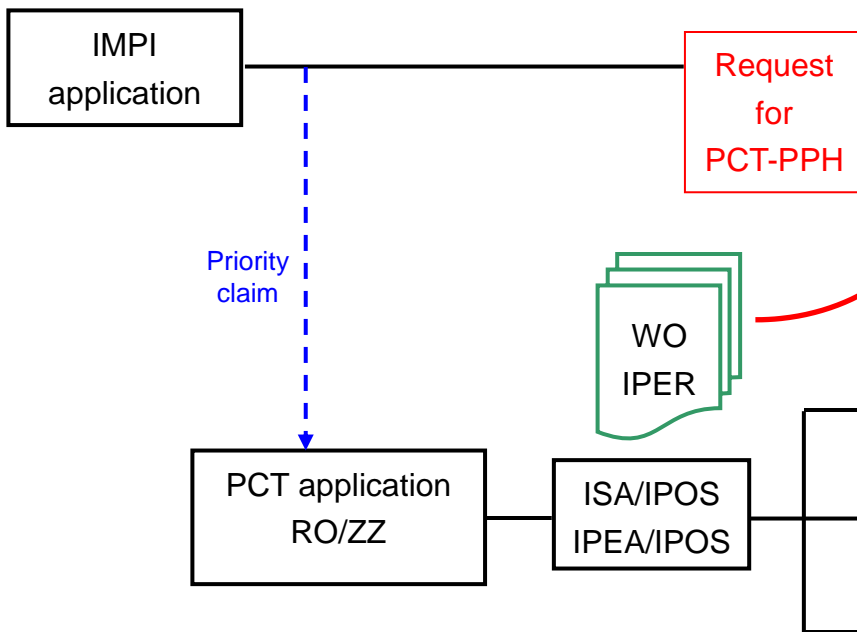 IMPI
application
Request
for
PCT-PPH
Priority
claim
WO
IPER
PCT application
RO/ZZ
ISA/IPOS
IPEA/IPOS